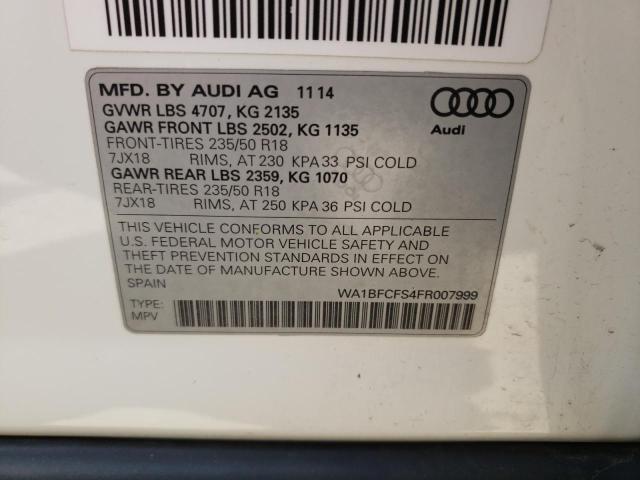 MFD. BY AUDI AG 11 14
GVWR LBS 4707, KG 2135
GAWR FRONT LBS 2502, KG 1135
FRONT-TIRES 235/50 R18
7JX18 RIMS, AT 230 KPA 33 PSI COLD
GAWR REAR LBS 2359, KG 1070
REAR-TIRES 235/50 R18
7JX18 RIMS, AT 250 KPA 36 PSI COLD
Audi
THIS VEHICLE CONFORMS TO ALL APPLICABLE
U.S. FEDERAL MOTOR VEHICLE SAFETY AND
THEFT PREVENTION STANDARDS IN EFFECT ON
THE DATE OF MANUFACTURE SHOWN ABOVE.
SPAIN
WA1BFCFS4FR007999
TYPE:
MPV